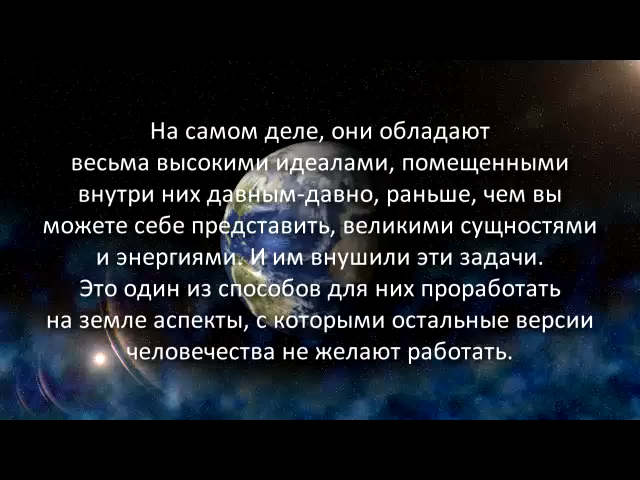 На самом деле, они обладают
весьма высокими идеалами, помещенными
внутри них давным-давно, раньше, чем вы
можете себе представить, великими сущностями
и энергиями. И им внушили эти задачи.
Это один из способов для них проработать
на земле аспекты, с которыми остальные версии
человечества не желают работать.